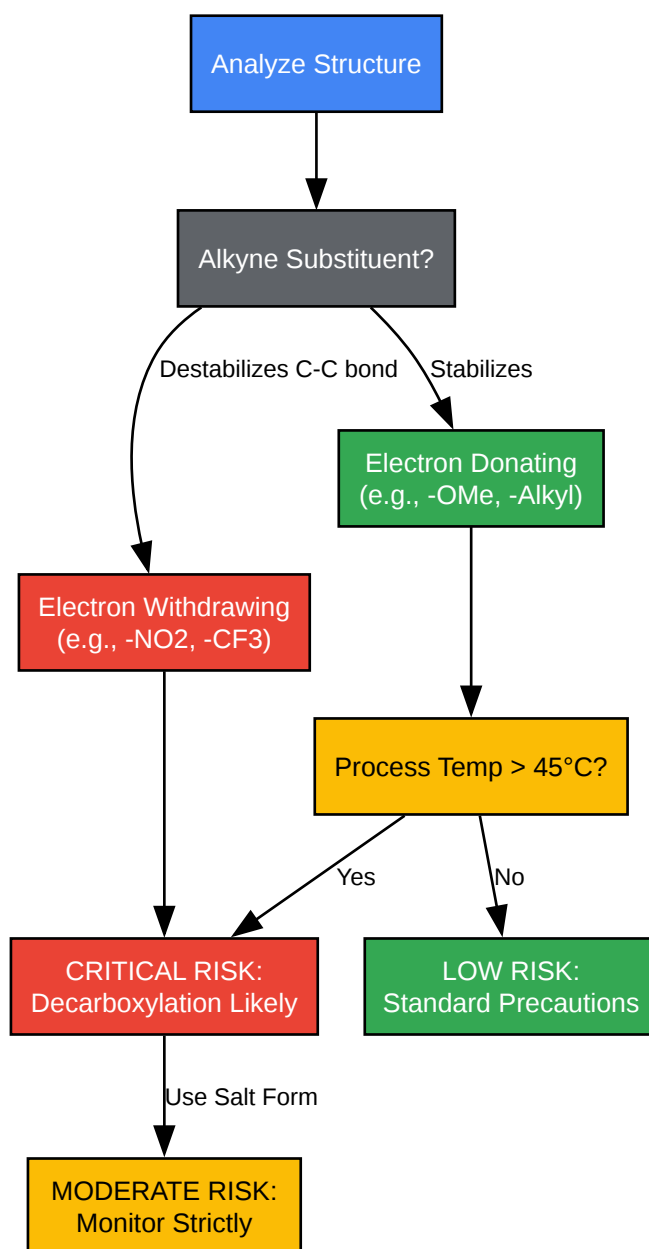 Analyze Structure
Alkyne Substituent?
Destabilizes C-C bond
Stabilizes
Electron Donating
(e.g., -OMe, -Alkyl)
Electron Withdrawing
(e.g., -NO2, -CF3)
Process Temp > 45°C?
Yes
No
CRITICAL RISK:
Decarboxylation Likely
LOW RISK:
Standard Precautions
Use Salt Form
MODERATE RISK:
Monitor Strictly